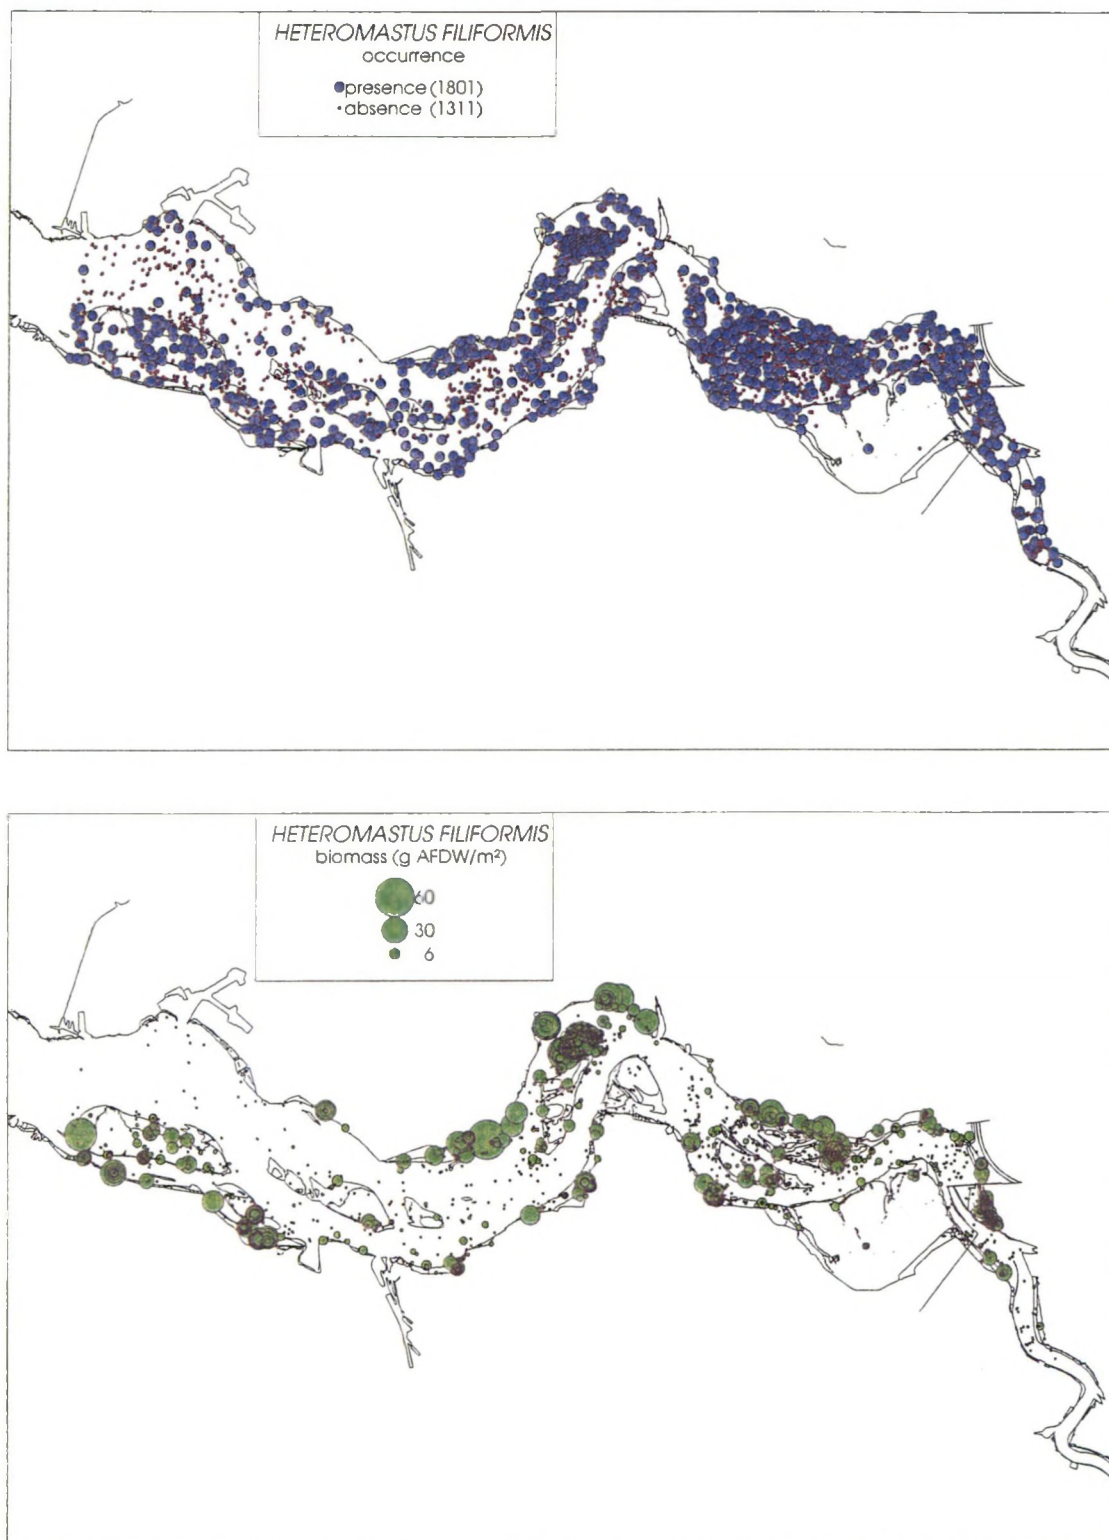 HETEROMASTUS FILIFORMIS
occurrence
presence (1801)
absence (1311)
HETEROMASTUS FILIFORMIS
biomass (g AFDW/m²)
60
30
6